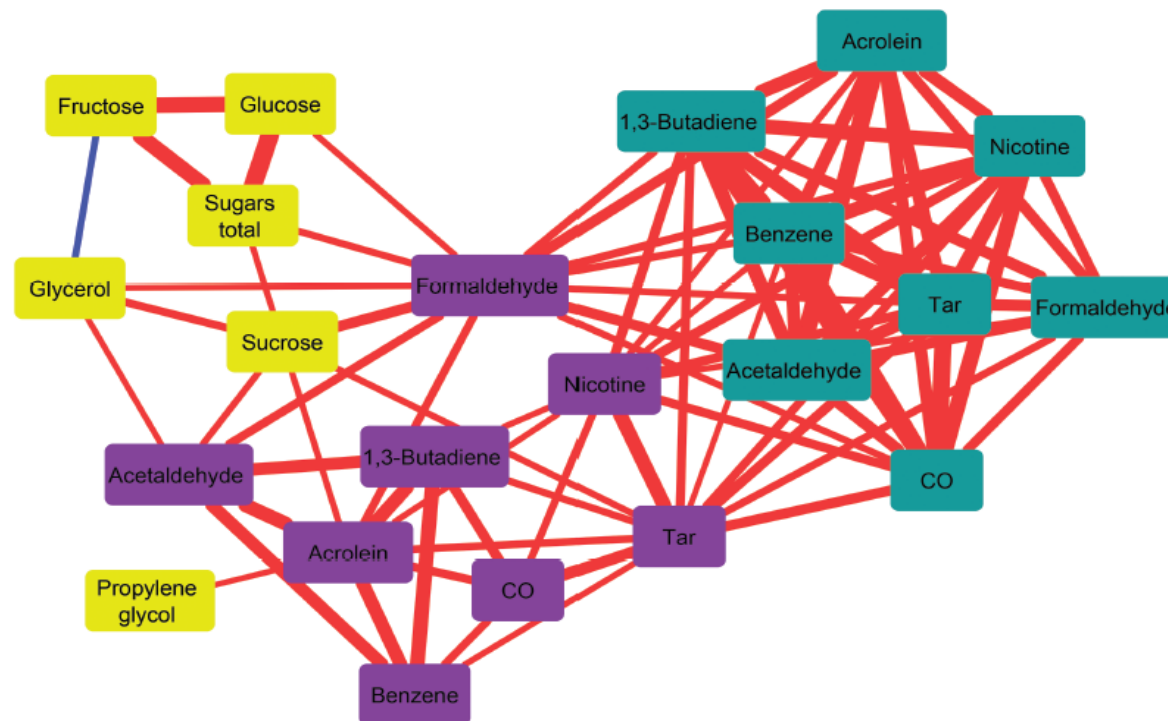 Acrolein
Fructose
Glucose
1,3-Butadiene
Nicotine
Sugars
total
Benzene
Glycerol
Formaldehyde
Tar
Formaldehyde
Sucrose
Acetaldehyde
Nicotine
Acetaldehyde
1,3-Butadiene
CO
Acrolein
Tar
Propylene
glycol
CO
Benzene